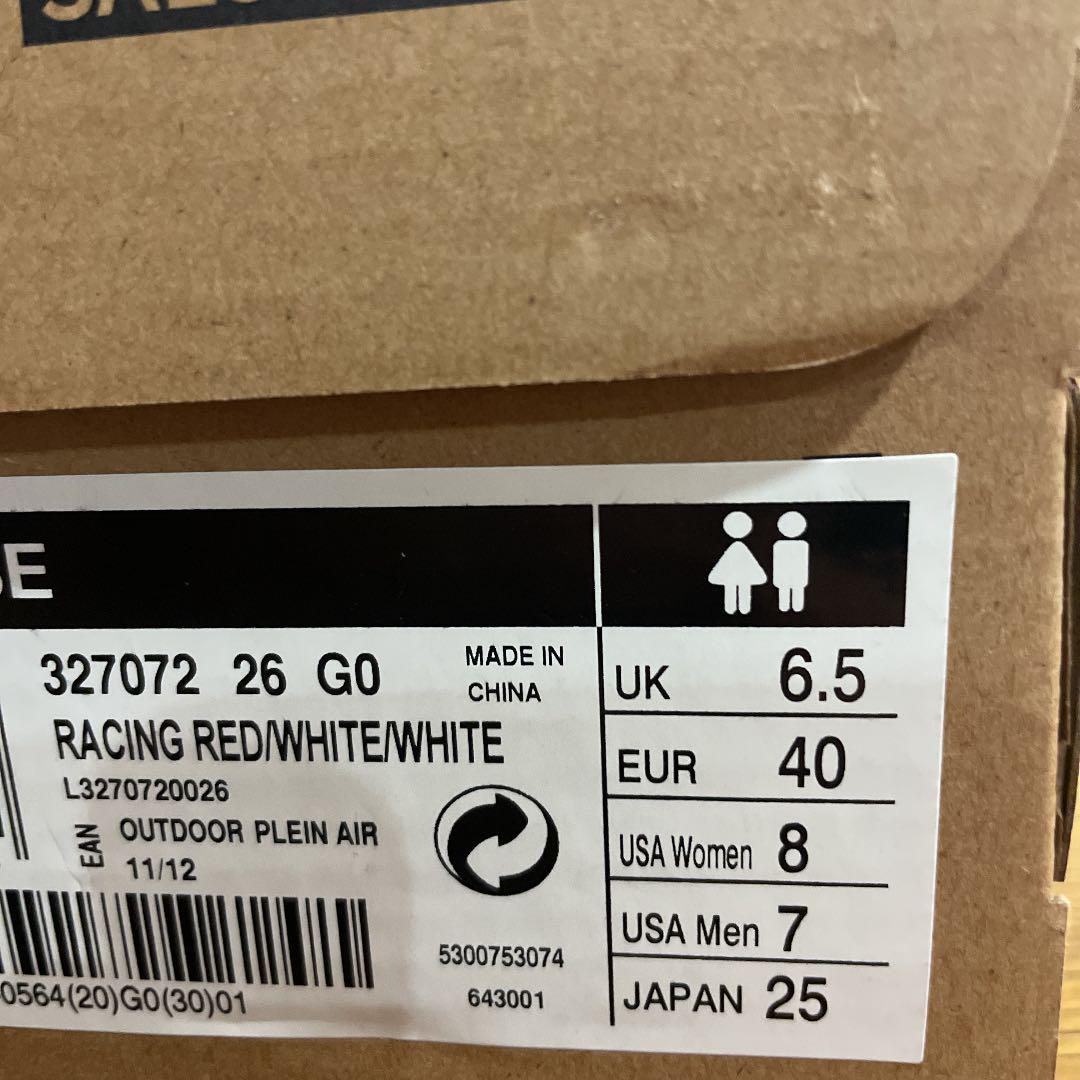 327072 26 G0
MADE IN
CHINA
RACING RED/WHITE/WHITE
L3270720026
EAN
OUTDOOR PLEIN AIR
11/12
5300753074
643001
0564(20)G0(30)01
UK 6.5
EUR 40
USA Women 8
USA Men 7
JAPAN 25